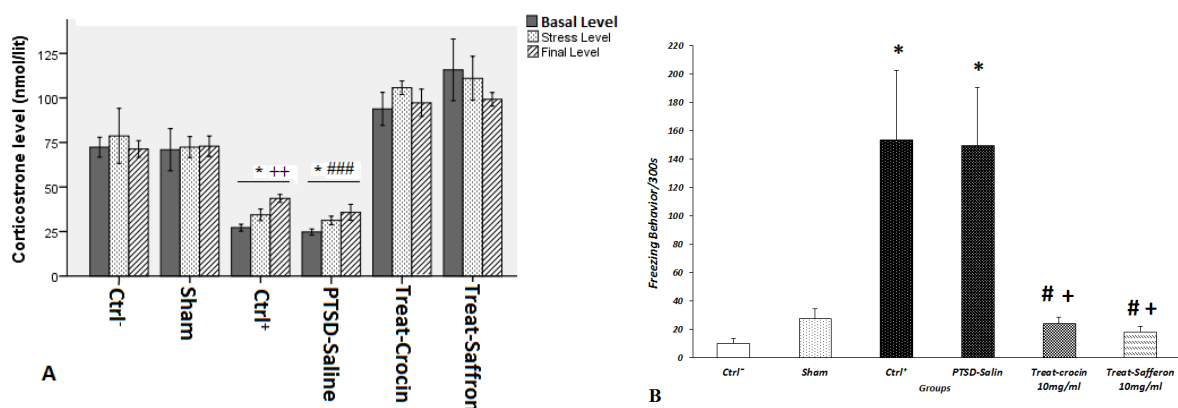 Basal Level
Stress Level
Final Level
Corticostrone level (nmol/lit)
125
100
75
50
25
0
* ++
* ###
Ctrl-
Sham
Ctrl+
PTSD-Saline
Treat-Crocin
Treat-Saffron
A
Freezing Behavior/300s
220
200
180
160
140
120
100
80
60
40
20
0
*
*
# +
# +
Ctrl-
Sham
Ctrl+
PTSD-Salin
Treat-crocin
10mg/ml
Treat-Safferon
10mg/ml
Groups
B